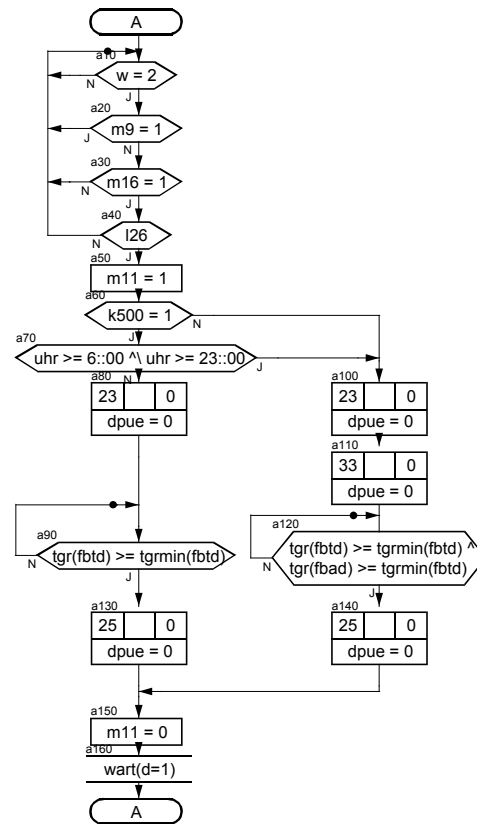 A
a10
w = 2
N
J
a20
m9 = 1
J
N
a30
m16 = 1
N
J
a40
l26
N
J
a50
m11 = 1
a60
k500 = 1
N
J
a70
uhr >= 6::00 ^\ uhr >= 23::00
J
N
a80
23 0
dpue = 0
a100
23 0
dpue = 0
a110
33 0
dpue = 0
a90
tgr(fbtd) >= tgrmin(fbtd)
N
J
a120
tgr(fbtd) >= tgrmin(fbtd) ^
tgr(fbad) >= tgrmin(fbtd)
N
J
a130
25 0
dpue = 0
a140
25 0
dpue = 0
a150
m11 = 0
a160
wart(d=1)
A